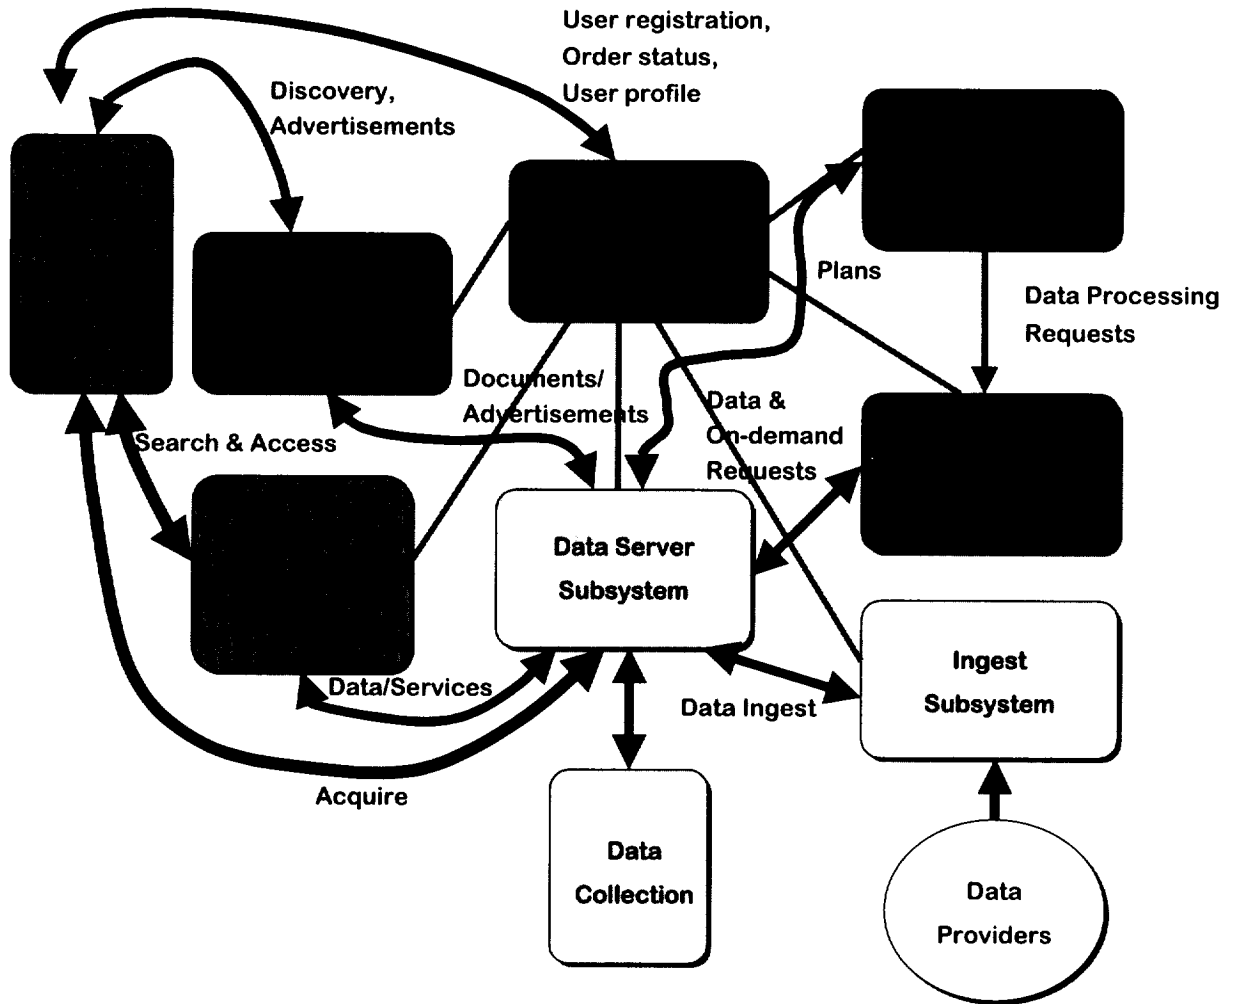 User registration,
Order status,
User profile
Discovery,
Advertisements
Plans
Data Processing
Requests
Documents/
Advertisements
Data &
On-demand
Requests
Search & Access
Data Server
Subsystem
Ingest
Subsystem
Data/Services
Data Ingest
Acquire
Data
Collection
Data
Providers